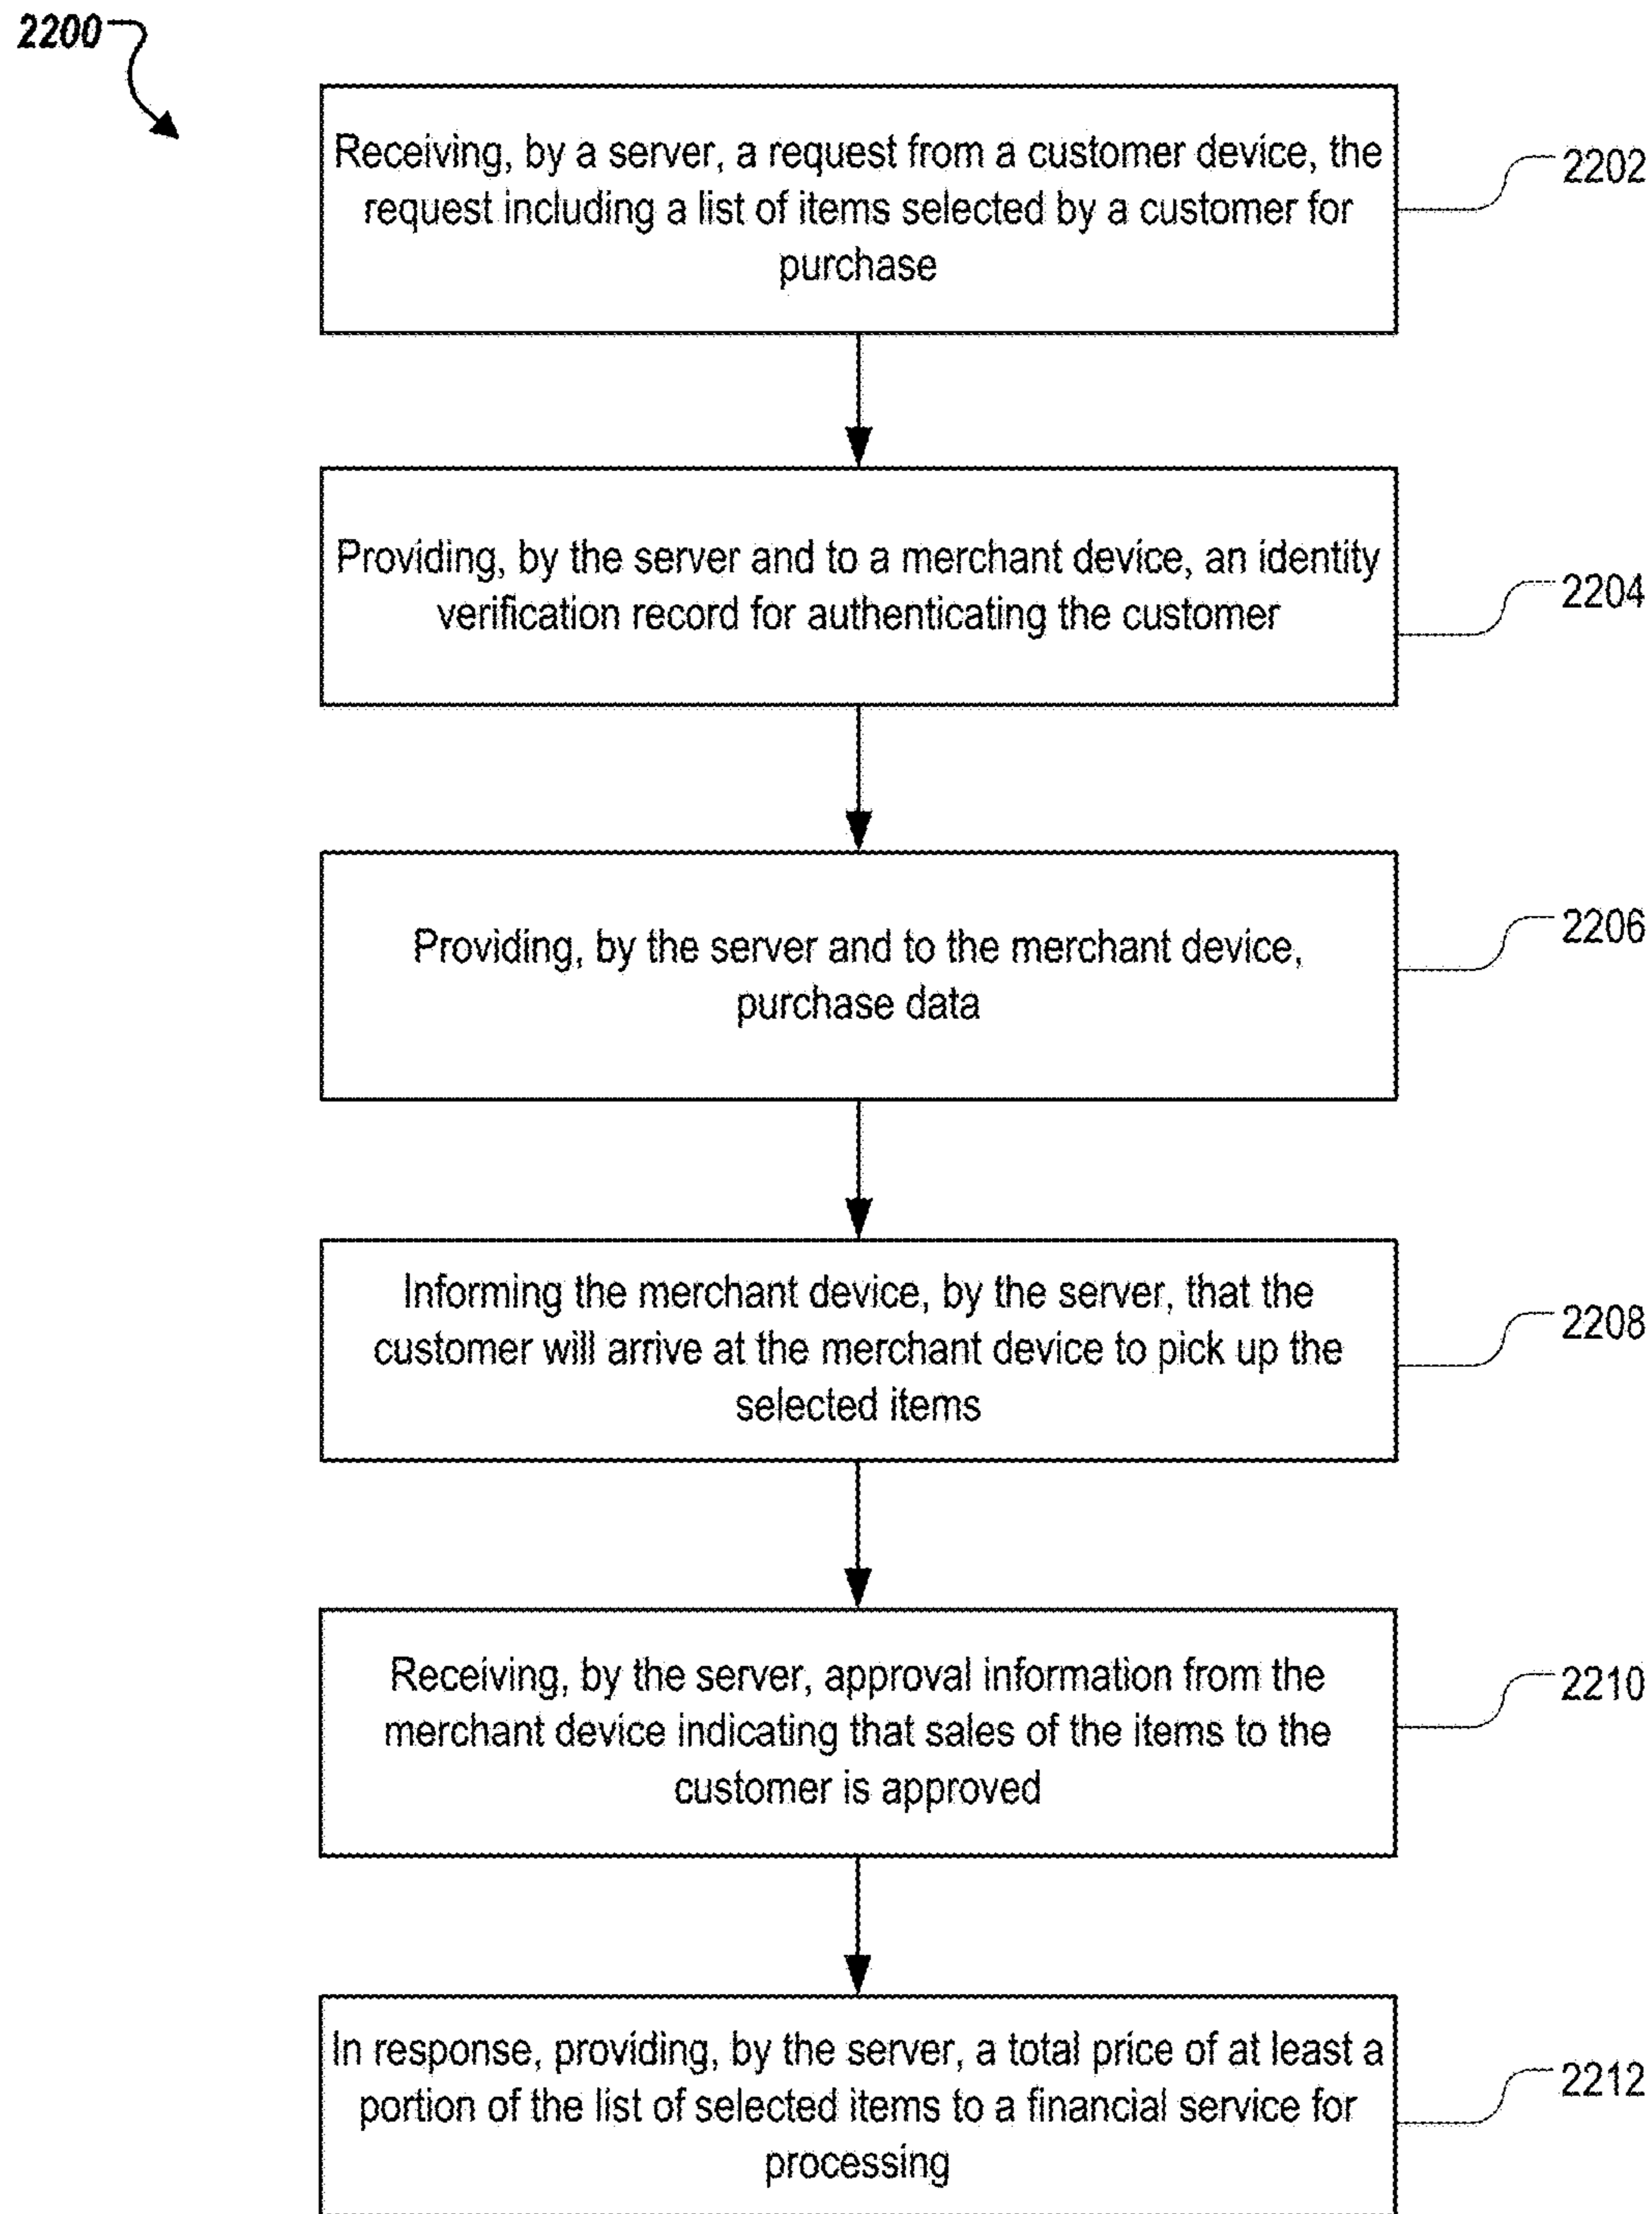 2200
Receiving, by a server, a request from a customer device, the
request including a list of items selected by a customer for
purchase
2202
Providing, by the server and to a merchant device, an identity
verification record for authenticating the customer
2204
Providing, by the server and to the merchant device,
purchase data
2206
Informing the merchant device, by the server, that the
customer will arrive at the merchant device to pick up the
selected items
2208
Receiving, by the server, approval information from the
merchant device indicating that sales of the items to the
customer is approved
2210
In response, providing, by the server, a total price of at least a
portion of the list of selected items to a financial service for
processing
2212